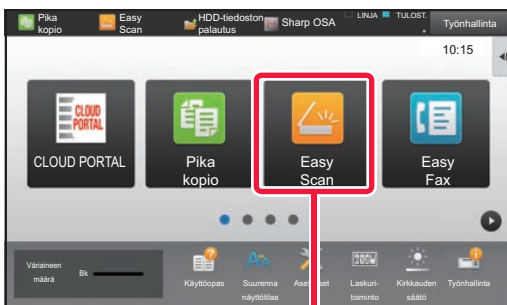 Pika
kopio
Easy
Scan
HDD-tiedoston
palautus
Sharp OSA
LINJA
TULOST.
Työnhallinta
10:15
CLOUD
PORTAL
CLOUD PORTAL
Pika
kopio
Easy
Scan
Easy
Fax
Väriaineen
määrä
Bk
Käyttöopas
Suurenna
näyttötilaa
Asetukset
Laskuri-
toiminto
Kirkkauden
säätö
Työnhallinta